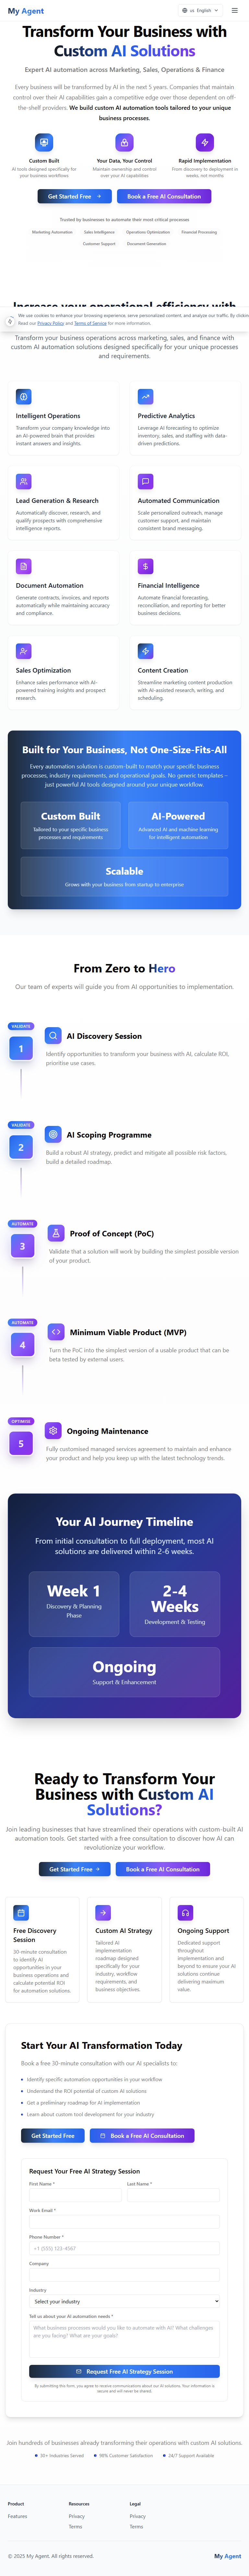 My Agent
us English
Transform Your Business with
Custom AI Solutions
Expert AI automation across Marketing, Sales, Operations & Finance
Every business will be transformed by AI in the next 5 years. Businesses that maintain
control over their AI capabilities gain a competitive edge over those dependent on off-
the-shelf providers. We build custom AI automation tools tailored to your unique
business processes.
Custom Built
AI tools designed specifically for
your business workflows
Your Data, Your Control
Maintain ownership and control
over your AI capabilities
Rapid Implementation
From discovery to deployment in
weeks, not months
Get Started Free
Book a Free AI Consultation
Trusted by businesses to automate their most critical processes
Marketing Automation
Sales Intelligence
Operations Optimization
Financial Processing
Customer Support
Document Generation
Increase your operational efficiency with
We use cookies to enhance your browsing experience, serve personalized content, and analyze our traffic. By clicking
Read our Privacy Policy and Terms of Service for more information.
Transform your business operations across marketing, sales, and finance with
custom AI automation solutions designed specifically for your unique processes
and requirements.
Intelligent Operations
Transform your company knowledge into
an AI-powered brain that provides
instant answers and insights.
Predictive Analytics
Leverage AI forecasting to optimize
inventory, sales, and staffing with data-
driven predictions.
Lead Generation & Research
Automatically discover, research, and
qualify prospects with comprehensive
intelligence reports.
Automated Communication
Scale personalized outreach, manage
customer support, and maintain
consistent brand messaging.
Document Automation
Generate contracts, invoices, and reports
automatically while maintaining accuracy
and compliance.
Financial Intelligence
Automate financial forecasting,
reconciliation, and reporting for better
business decisions.
Sales Optimization
Enhance sales performance with AI-
powered training insights and prospect
research.
Content Creation
Streamline marketing content production
with AI-assisted research, writing, and
scheduling.
Built for Your Business, Not One-Size-Fits-All
Every automation solution is custom-built to match your specific business
processes, industry requirements, and operational goals. No generic templates –
just powerful AI tools designed around your unique workflow.
Custom Built
Tailored to your specific business
processes and requirements
AI-Powered
Advanced AI and machine learning
for intelligent automation
Scalable
Grows with your business from startup to enterprise
From Zero to Hero
Our team of experts will guide you from AI opportunities to implementation.
VALIDATE
1
AI Discovery Session
Identify opportunities to transform your business with AI, calculate ROI,
prioritise use cases.
VALIDATE
2
AI Scoping Programme
Build a robust AI strategy, predict and mitigate all possible risk factors,
build a detailed roadmap.
AUTOMATE
3
Proof of Concept (PoC)
Validate that a solution will work by building the simplest possible version
of your product.
AUTOMATE
4
Minimum Viable Product (MVP)
Turn the PoC into the simplest version of a usable product that can be
beta tested by external users.
OPTIMISE
5
Ongoing Maintenance
Fully customised managed services agreement to maintain and enhance
your product and help you keep up with the latest technology trends.
Your AI Journey Timeline
From initial consultation to full deployment, most AI
solutions are delivered within 2-6 weeks.
Week 1
Discovery & Planning
Phase
2-4
Weeks
Development & Testing
Ongoing
Support & Enhancement
Ready to Transform Your
Business with Custom AI
Solutions?
Join leading businesses that have streamlined their operations with custom-built AI
automation tools. Get started with a free consultation to discover how AI can
revolutionize your workflow.
Get Started Free
Book a Free AI Consultation
Free Discovery
Session
30-minute consultation
to identify AI
opportunities in your
business operations and
calculate potential ROI
for automation solutions.
Custom AI Strategy
Tailored AI
implementation
roadmap designed
specifically for your
industry, workflow
requirements, and
business objectives.
Ongoing Support
Dedicated support
throughout
implementation and
beyond to ensure your AI
solutions continue
delivering maximum
value.
Start Your AI Transformation Today
Book a free 30-minute consultation with our AI specialists to:
Identify specific automation opportunities in your workflow
Understand the ROI potential of custom AI solutions
Get a preliminary roadmap for AI implementation
Learn about custom tool development for your industry
Get Started Free
Book a Free AI Consultation
Request Your Free AI Strategy Session
First Name *
Last Name *
Work Email *
Phone Number *
+1 (555) 123-4567
Company
Industry
Select your industry
Tell us about your AI automation needs *
What business processes would you like to automate with AI? What challenges
are you facing? What are your goals?
Request Free AI Strategy Session
By submitting this form, you agree to receive communications about our AI solutions. Your information is
secure and will never be shared.
Join hundreds of businesses already transforming their operations with custom AI solutions.
30+ Industries Served
98% Customer Satisfaction
24/7 Support Available
Product
Features
Resources
Privacy
Terms
Legal
Privacy
Terms
© 2025 My Agent. All rights reserved.
My Agent